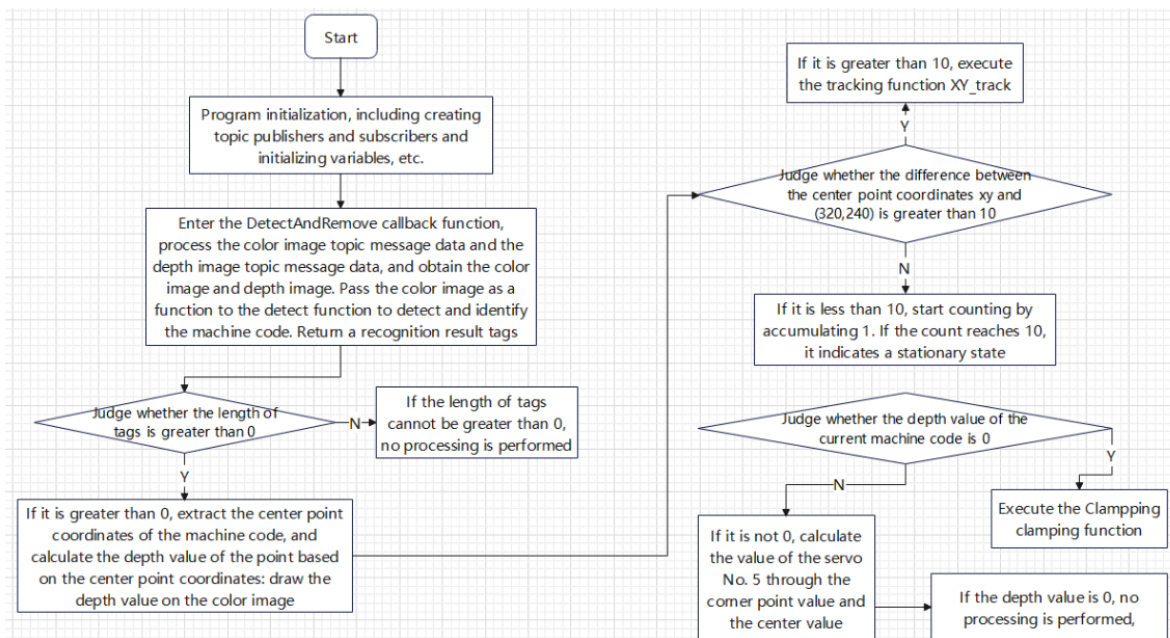 Start
Program initialization, including creating
topic publishers and subscribers and
initializing variables, etc.
Enter the DetectAndRemove callback function,
process the color image topic message data and the
depth image topic message data, and obtain the color
image and depth image. Pass the color image as a
function to the detect function to detect and identify
the machine code. Return a recognition result tags
Judge whether the length of
tags is greater than 0
N
If the length of tags
cannot be greater than 0,
no processing is performed
Y
If it is greater than 0, extract the center point
coordinates of the machine code, and
calculate the depth value of the point based
on the center point coordinates: draw the
depth value on the color image
If it is greater than 10, execute
the tracking function XY_track
Y
Judge whether the difference between
the center point coordinates xy and
(320,240) is greater than 10
N
If it is less than 10, start counting by
accumulating 1. If the count reaches 10,
it indicates a stationary state
Judge whether the depth value of the
current machine code is 0
Y
N
Execute the Clampping
clamping function
If it is not 0, calculate
the value of the servo
No. 5 through the
corner point value and
the center value
If the depth value is 0, no
processing is performed,